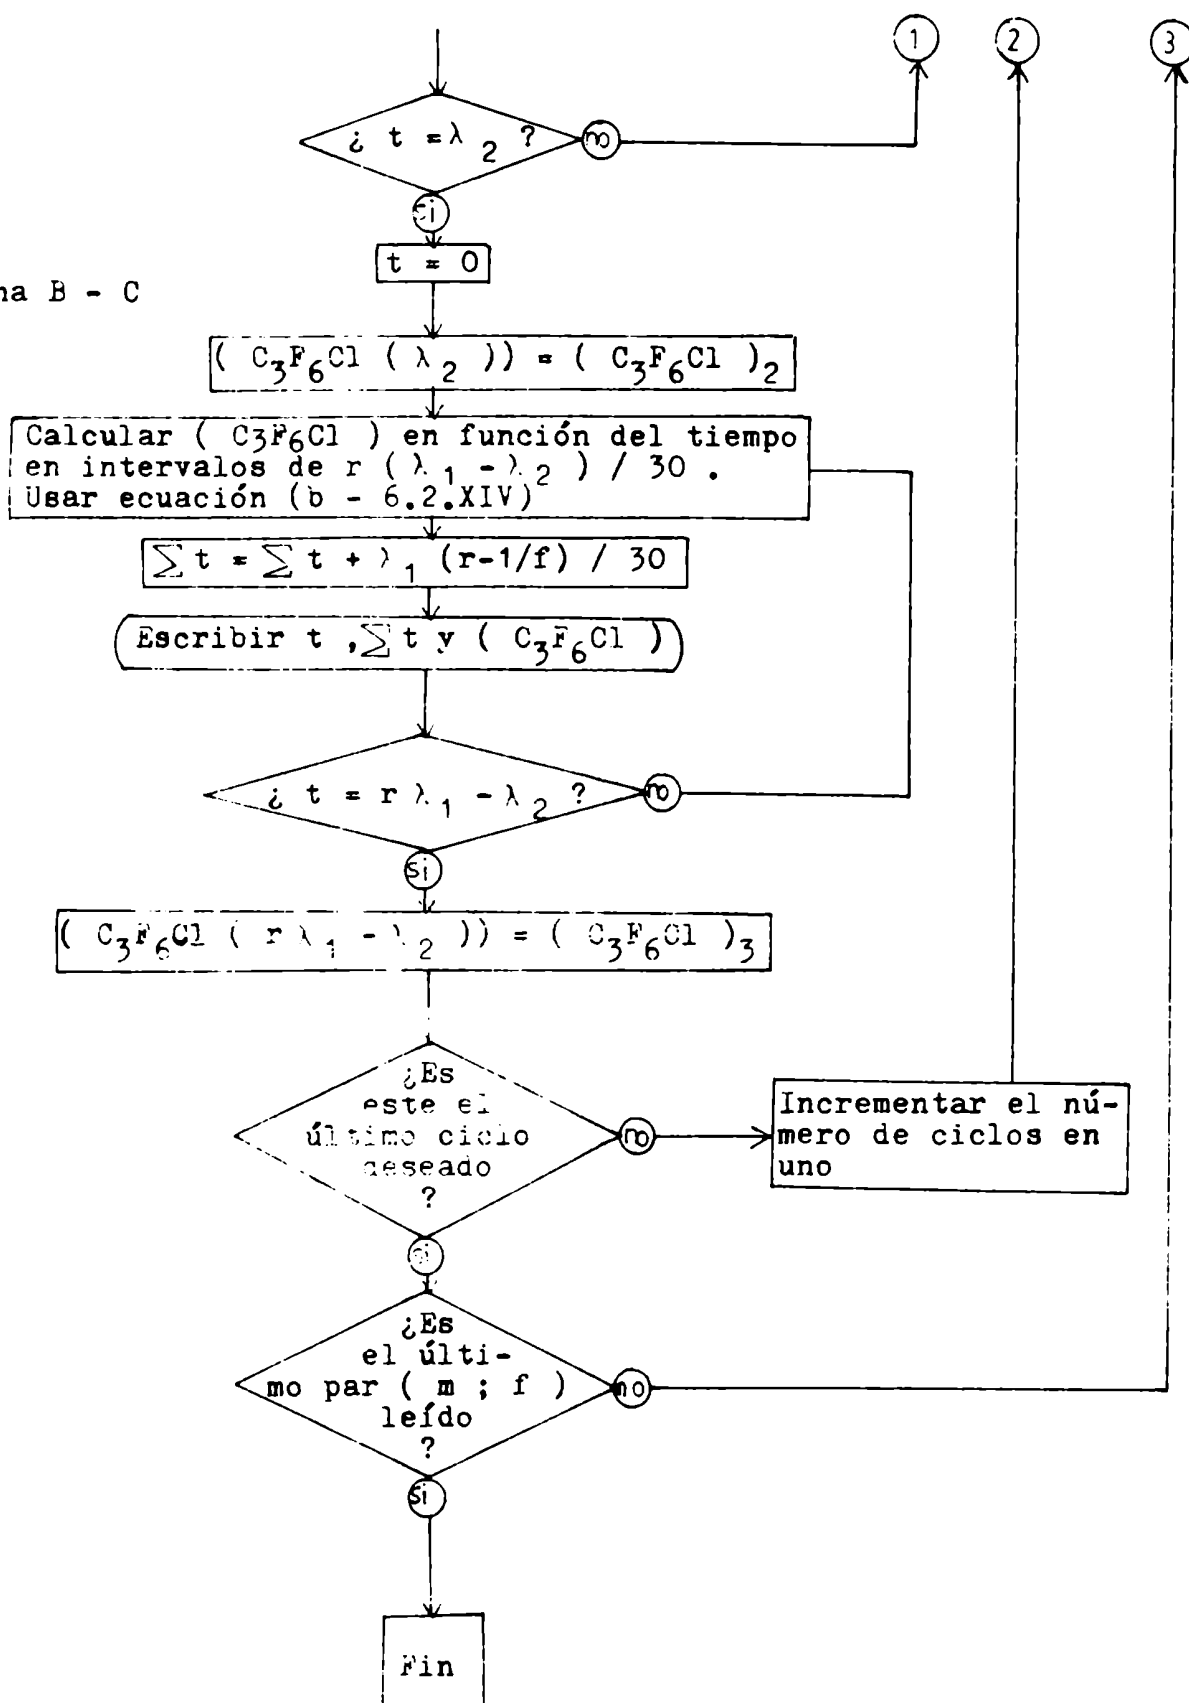 1 2 3
¿ t = λ 2 ? no
si
t = 0
na B - C
( C3F6Cl ( λ 2 )) = ( C3F6Cl )2
Calcular ( C3F6Cl ) en función del tiempo
en intervalos de r ( λ 1 - λ 2 ) / 30 .
Usar ecuación (b - 6.2.XIV)
∑ t = ∑ t + λ 1 (r-1/f) / 30
Escribir t , ∑ t y ( C3F6Cl )
¿ t = r λ 1 - λ 2 ? no
si
( C3F6Cl ( r λ 1 - λ 2 )) = ( C3F6Cl )3
¿Es
este el
último ciclo
deseado
?
no
Incrementar el nú-
mero de ciclos en
uno
si
¿Es
el últi-
mo par ( m ; f )
leído
?
no
si
Fin